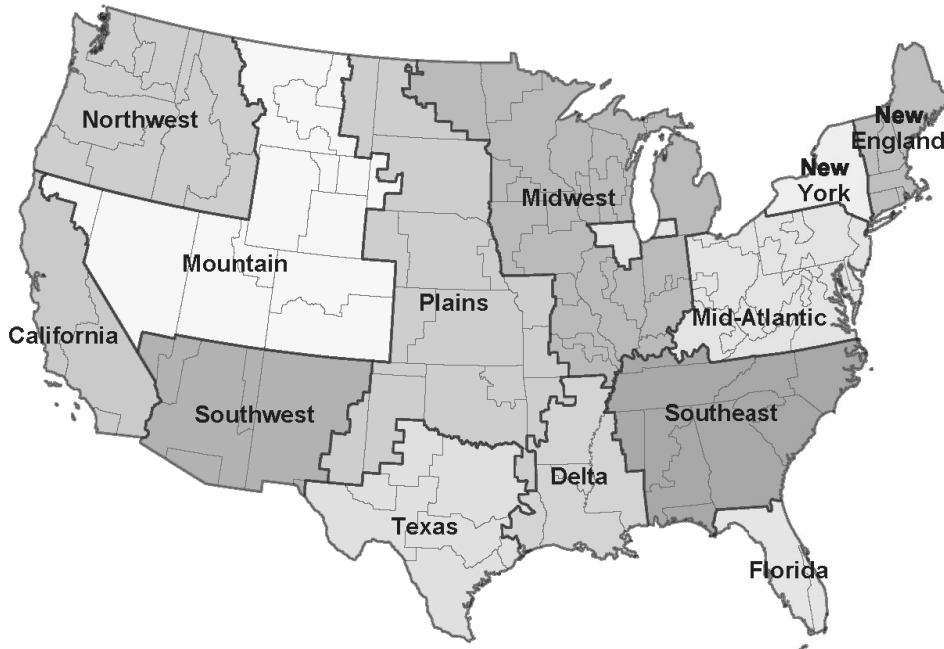 Northwest
New
England
New
York
Midwest
Mountain
Plains
Mid-Atlantic
California
Southwest
Southeast
Delta
Texas
Florida